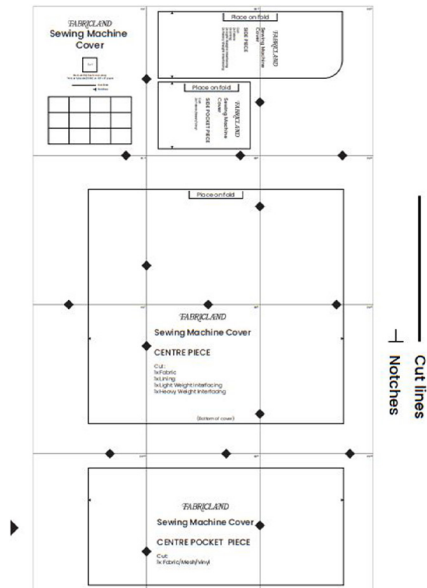 FABRICLAND
Sewing Machine
Cover
Place on fold
FABRICLAND
Sewing Machine
Cover
SIDE PIECE
Place on fold
FABRICLAND
Sewing Machine
Cover
SIDE POCKET PIECE
Place on fold
FABRICLAND
Sewing Machine Cover
CENTRE PIECE
Cut:
1x Fabric
1x Lining
1x Light Weight Interfacing
1x Heavy Weight Interfacing
(Bottom of cover)
FABRICLAND
Sewing Machine Cover
CENTRE POCKET PIECE
Cut:
1x Fabric/Mesh/Vinyl
Cut lines
Notches